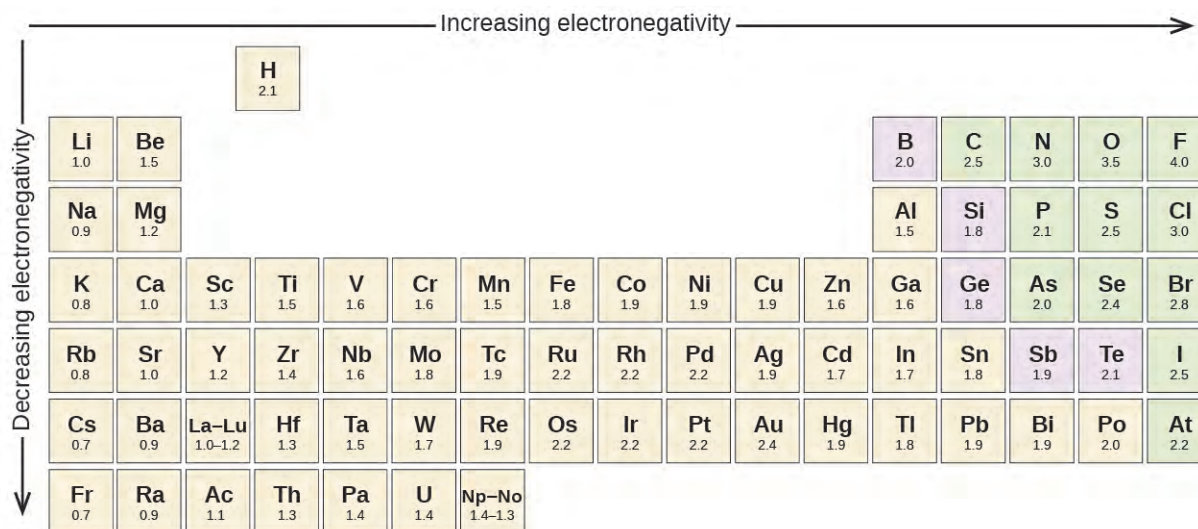 Increasing electronegativity
Decreasing electronegativity
H
2.1
Li Be B C N O F
1.0 1.5 2.0 2.5 3.0 3.5 4.0
Na Mg Al Si P S Cl
0.9 1.2 1.5 1.8 2.1 2.5 3.0
K Ca Sc Ti V Cr Mn Fe Co Ni Cu Zn Ga Ge As Se Br
0.8 1.0 1.3 1.5 1.6 1.6 1.5 1.8 1.9 1.9 1.9 1.6 1.6 1.8 2.0 2.4 2.8
Rb Sr Y Zr Nb Mo Tc Ru Rh Pd Ag Cd In Sn Sb Te I
0.8 1.0 1.2 1.4 1.6 1.8 1.9 2.2 2.2 2.2 1.9 1.7 1.7 1.8 1.9 2.1 2.5
Cs Ba La–Lu Hf Ta W Re Os Ir Pt Au Hg Tl Pb Bi Po At
0.7 0.9 1.0–1.2 1.3 1.5 1.7 1.9 2.2 2.2 2.2 2.4 1.9 1.8 1.9 1.9 2.0 2.2
Fr Ra Ac Th Pa U Np–No
0.7 0.9 1.1 1.3 1.4 1.4 1.4–1.3